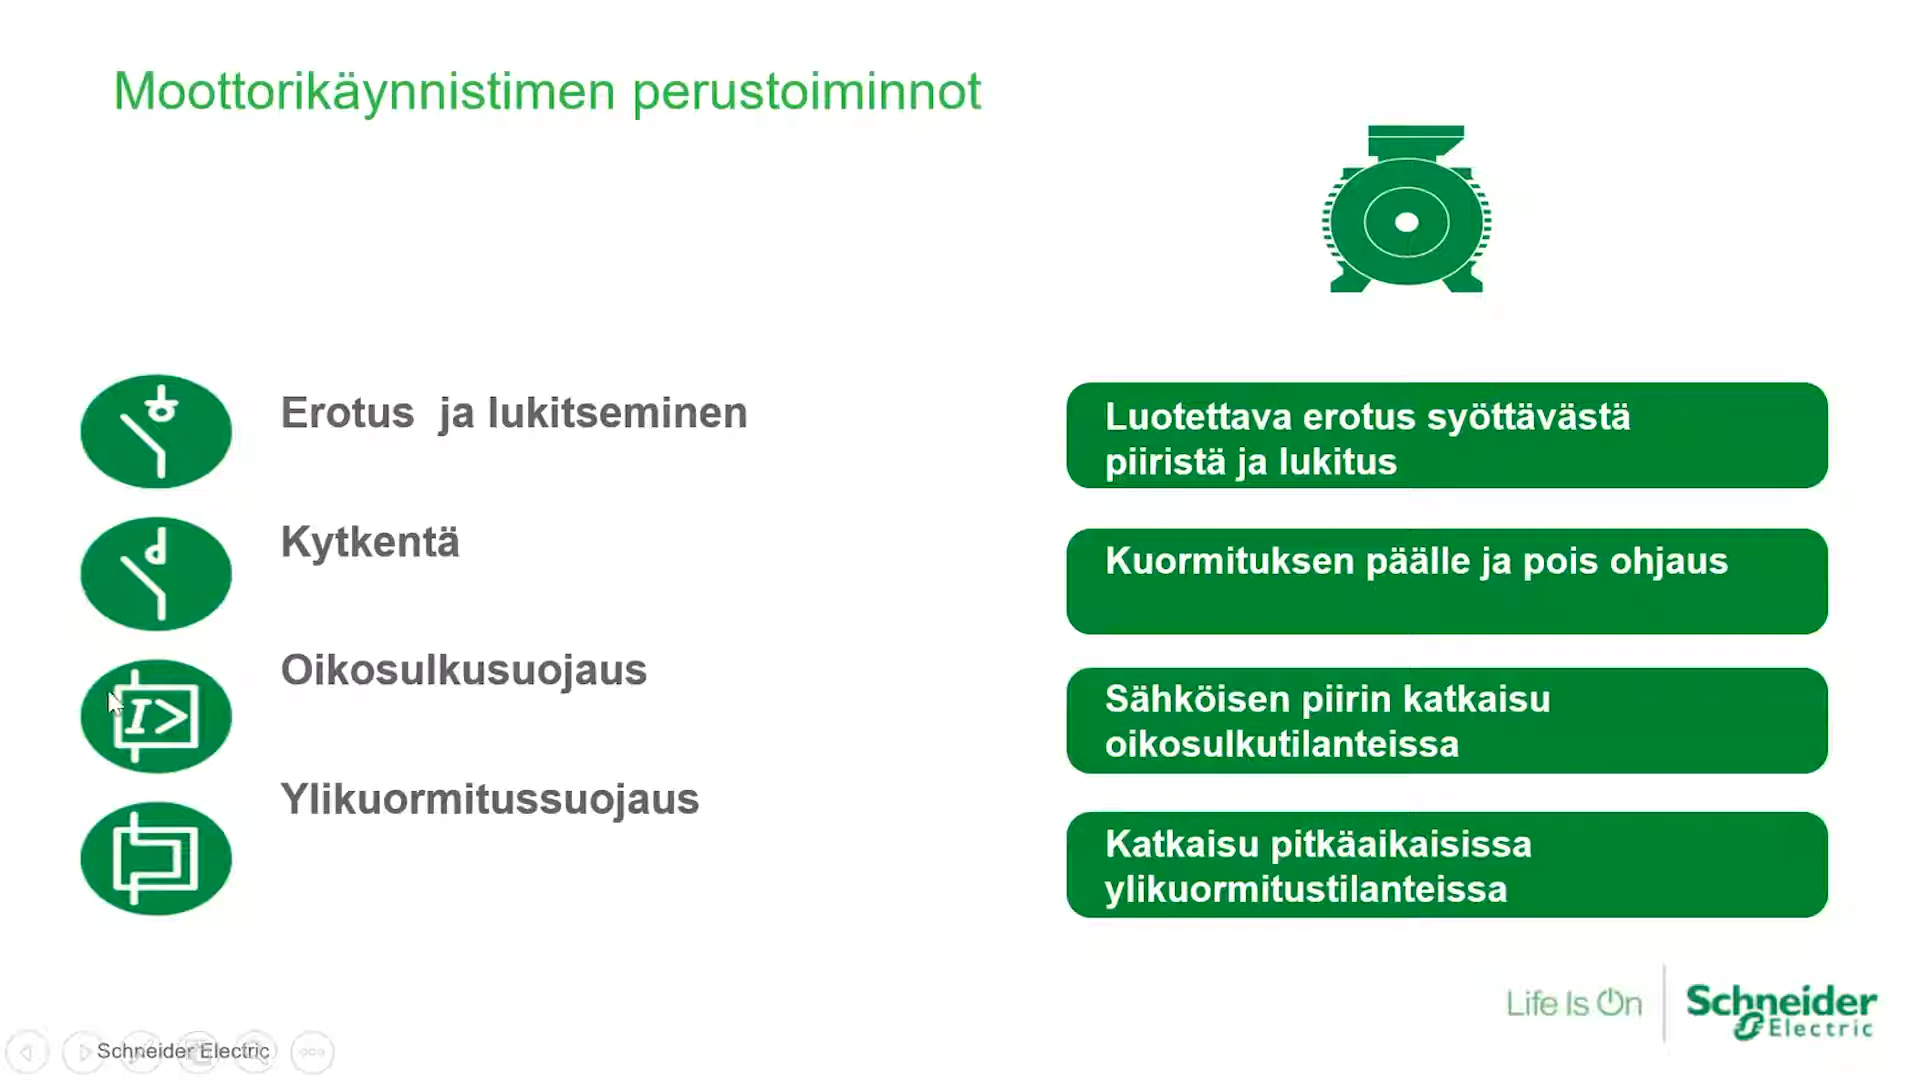 Moottorikäynnistimen perustoiminnot
Erotus ja lukitseminen
Luotettava erotus syöttävästä
piiristä ja lukitus
Kytkentä
Kuormituksen päälle ja pois ohjaus
I>
Oikosulkusuojaus
Sähköisen piirin katkaisu
oikosulkutilanteissa
Ylikuormitussuojaus
Katkaisu pitkäaikaisissa
ylikuormitustilanteissa
Life Is On
Schneider
Electric
Schneider Electric